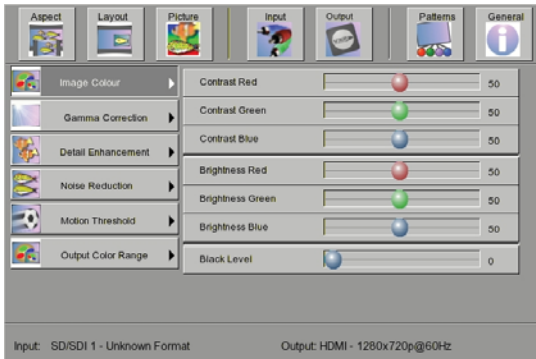 Aspect Layout Picture Input Output Patterns General
Image Colour
Gamma Correction
Detail Enhancement
Noise Reduction
Motion Threshold
Output Color Range
Contrast Red 50
Contrast Green 50
Contrast Blue 50
Brightness Red 50
Brightness Green 50
Brightness Blue 50
Black Level 0
Input: SD/SDI 1 - Unknown Format Output: HDMI - 1280x720p@60Hz